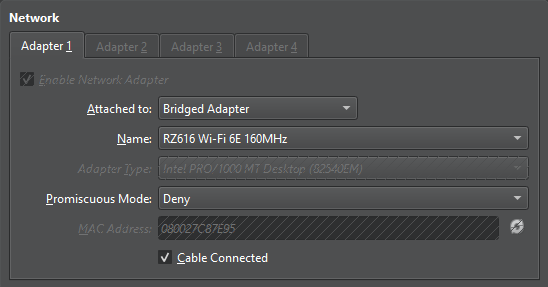 Network
Adapter 1 Adapter 2 Adapter 3 Adapter 4
Enable Network Adapter
Attached to: Bridged Adapter
Name: RZ616 Wi-Fi 6E 160MHz
Adapter Type: Intel PRO/1000 MT Desktop (82540EM)
Promiscuous Mode: Deny
MAC Address: 080027C87E95
Cable Connected